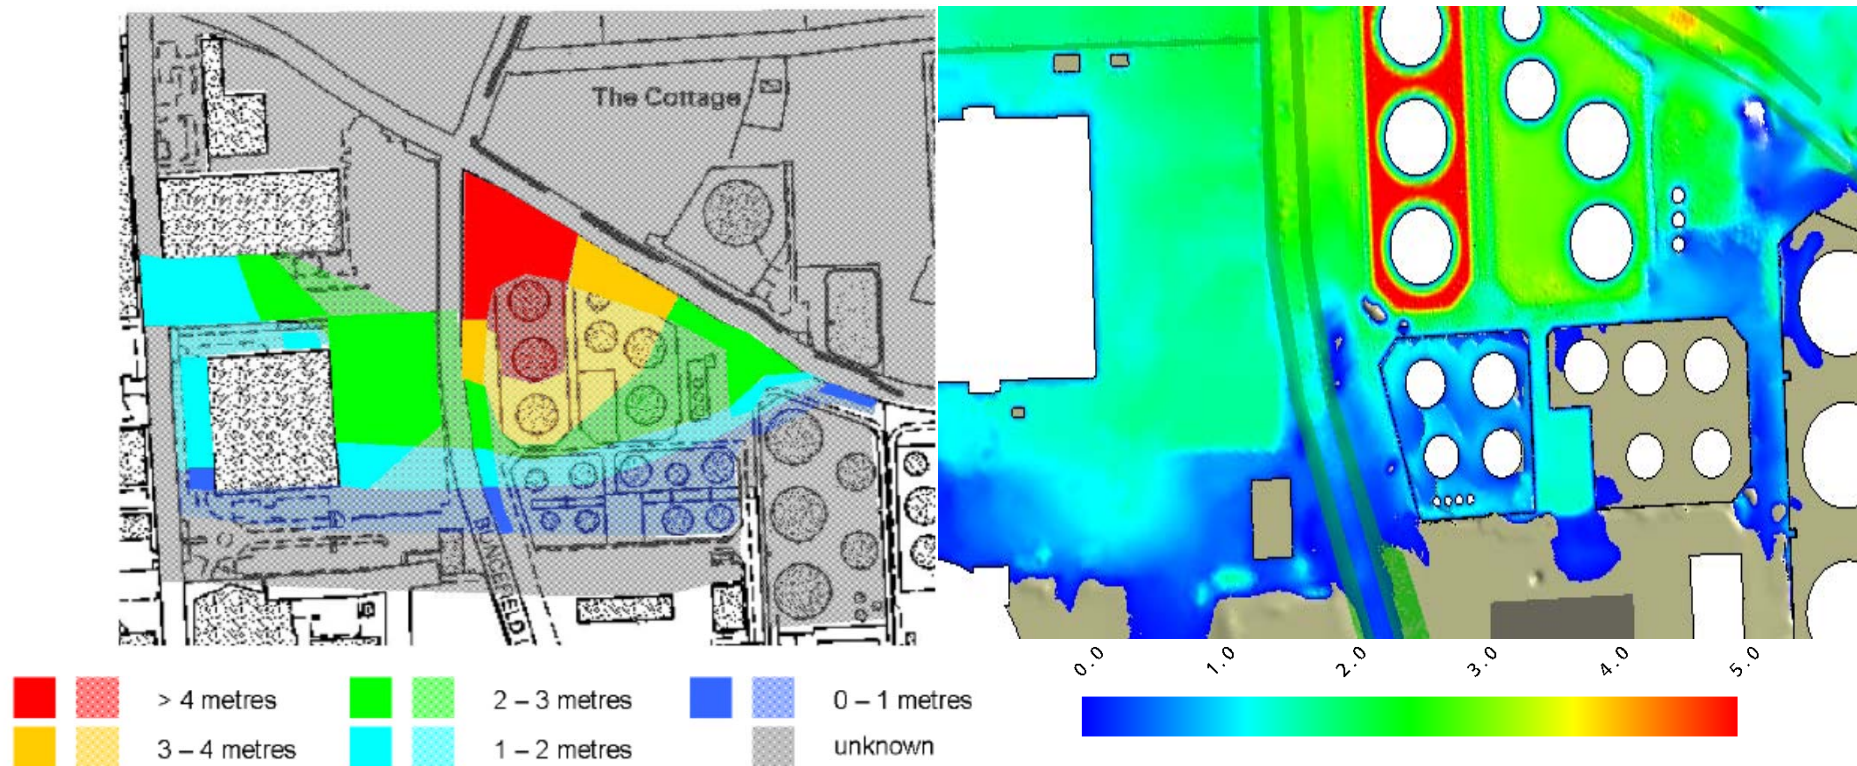 The Cottage
> 4 metres
3 – 4 metres
2 – 3 metres
1 – 2 metres
0 – 1 metres
unknown
0.0
1.0
2.0
3.0
4.0
5.0